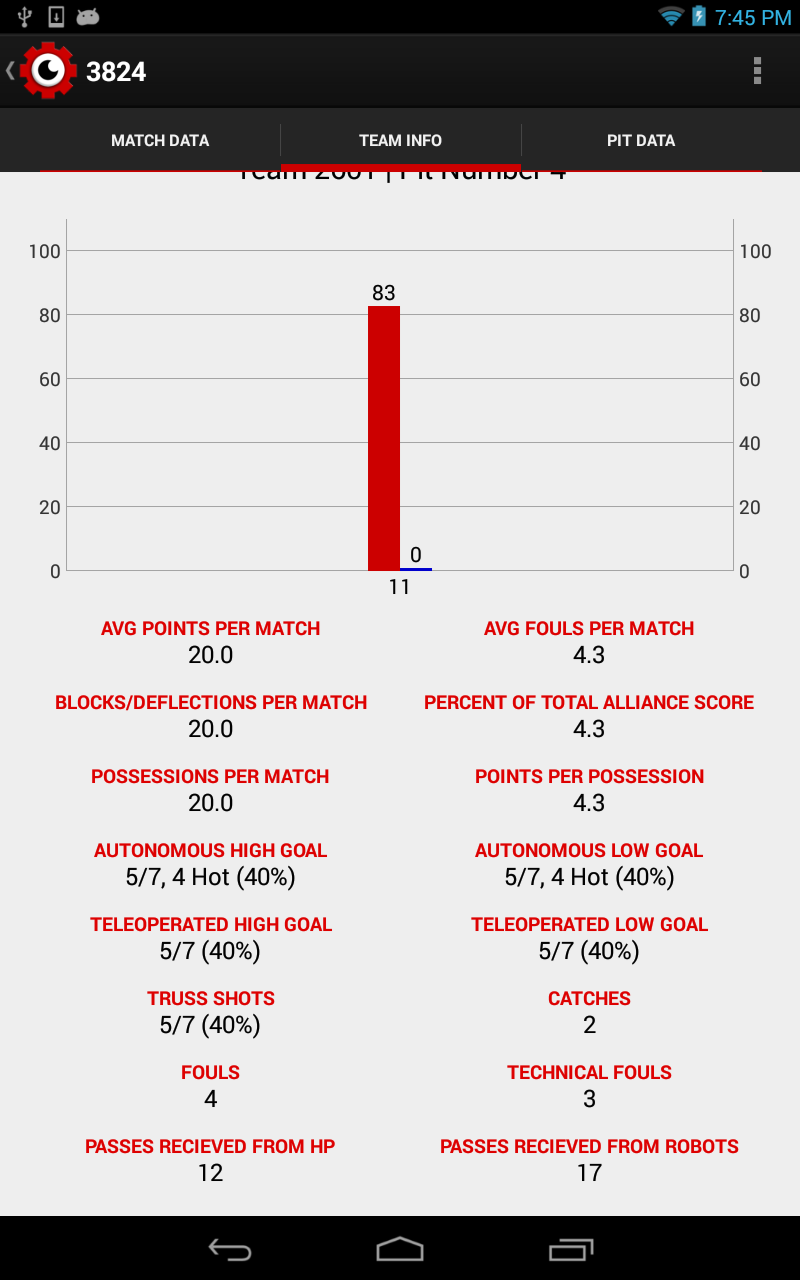 7:45 PM
3824
MATCH DATA TEAM INFO PIT DATA
Team 2601 | Pit Number 4
100 100
83
80 80
60 60
40 40
20 20
0
0 0
11
AVG POINTS PER MATCH AVG FOULS PER MATCH
20.0 4.3
BLOCKS/DEFLECTIONS PER MATCH PERCENT OF TOTAL ALLIANCE SCORE
20.0 4.3
POSSESSIONS PER MATCH POINTS PER POSSESSION
20.0 4.3
AUTONOMOUS HIGH GOAL AUTONOMOUS LOW GOAL
5/7, 4 Hot (40%) 5/7, 4 Hot (40%)
TELEOPERATED HIGH GOAL TELEOPERATED LOW GOAL
5/7 (40%) 5/7 (40%)
TRUSS SHOTS CATCHES
5/7 (40%) 2
FOULS TECHNICAL FOULS
4 3
PASSES RECIEVED FROM HP PASSES RECIEVED FROM ROBOTS
12 17